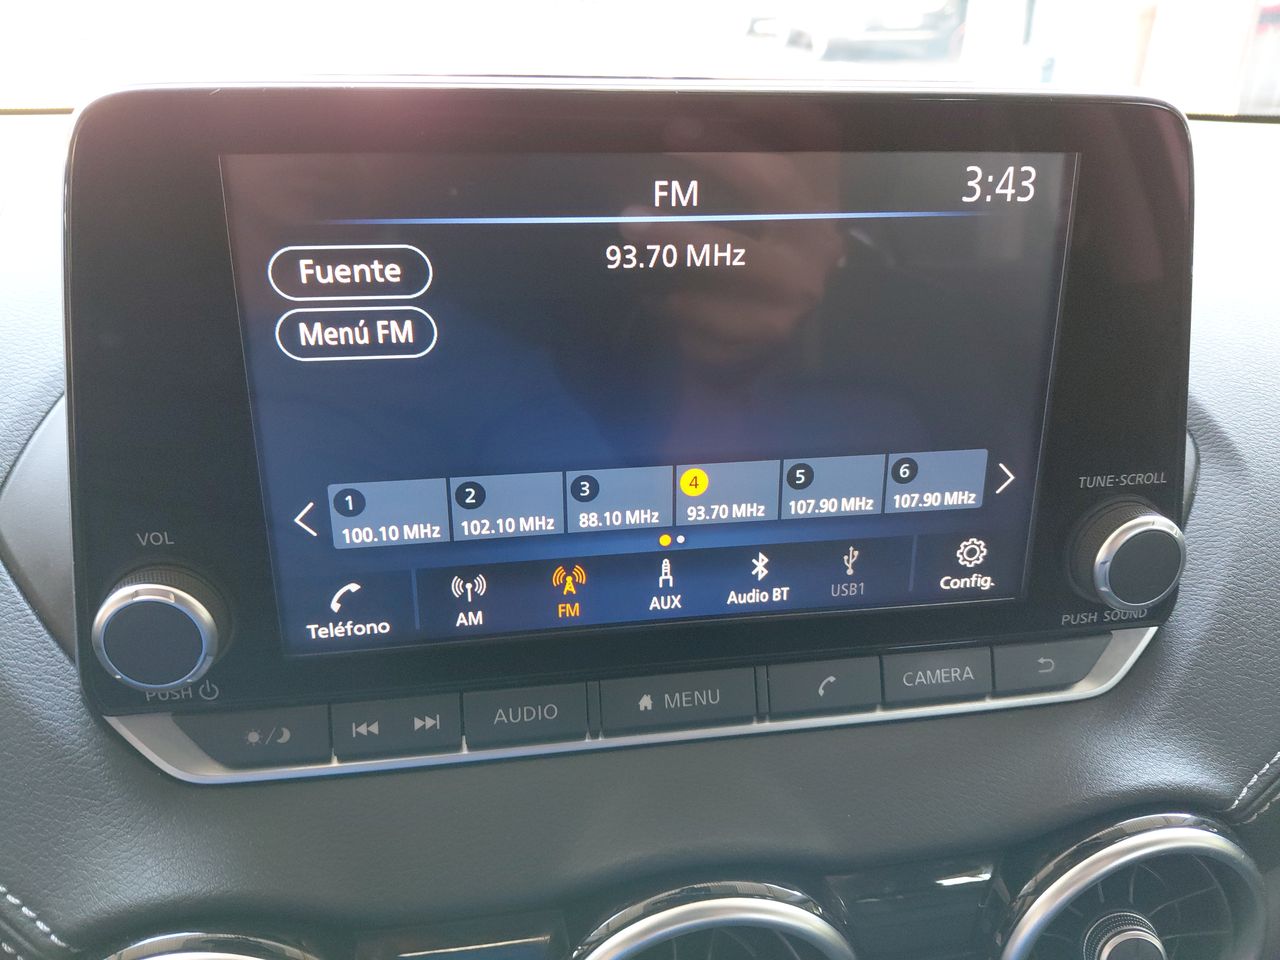 FM
3:43
Fuente
93.70 MHz
Menú FM
1
100.10 MHz
2
102.10 MHz
3
88.10 MHz
4
93.70 MHz
5
107.90 MHz
6
107.90 MHz
Teléfono
AM
FM
AUX
Audio BT
USB1
Config.
VOL
PUSH
TUNE·SCROLL
PUSH SOUND
AUDIO
MENU
CAMERA